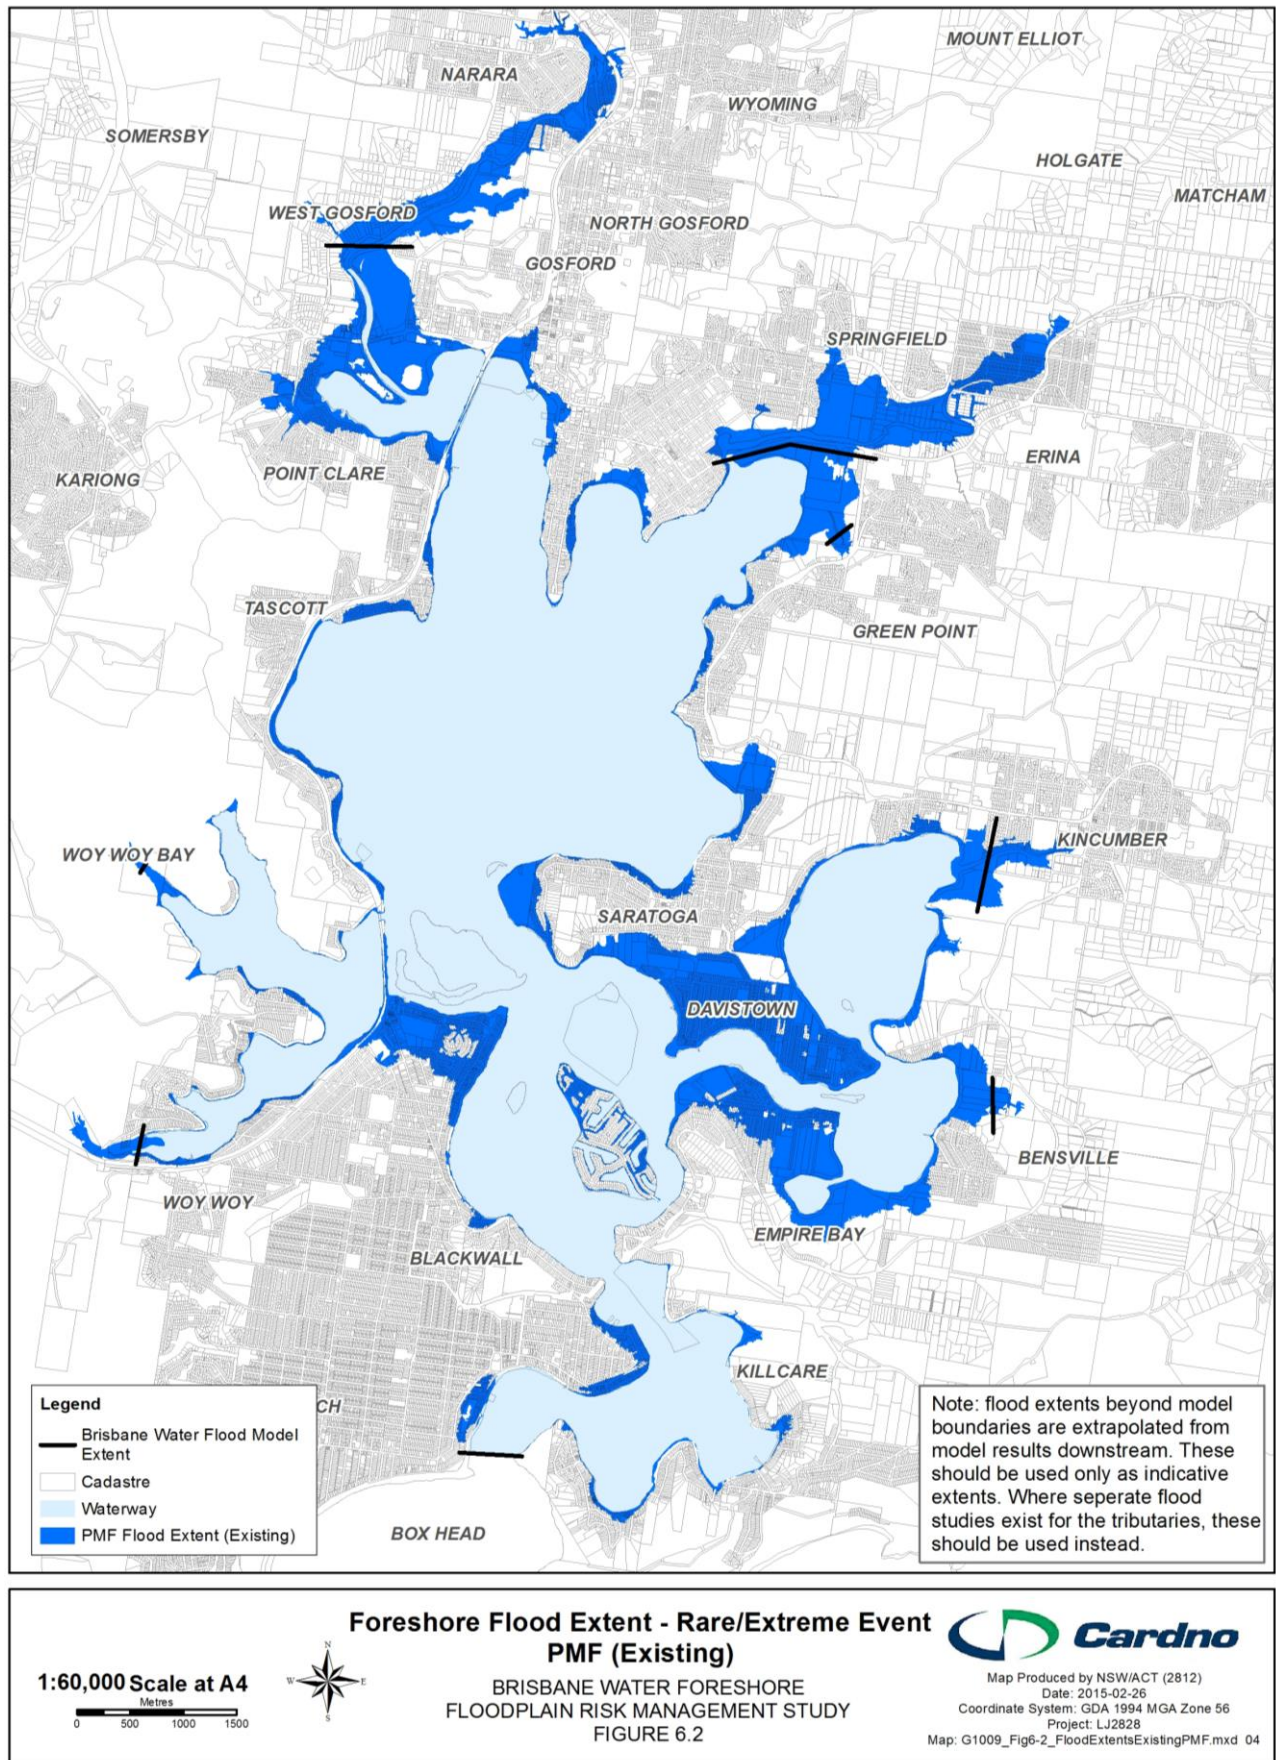 MOUNT ELLIOT
NARARA
WYOMING
SOMERSBY
HOLGATE
MATCHAM
WEST GOSFORD
NORTH GOSFORD
GOSFORD
SPRINGFIELD
ERINA
POINT CLARE
KARIONG
TASCOTT
GREEN POINT
KINCUMBER
WOY WOY BAY
SARATOGA
DAVISTOWN
BENSVILLE
WOY WOY
EMPIRE BAY
BLACKWALL
KILLCARE
CH
BOX HEAD
Legend
Brisbane Water Flood Model
Extent
Cadastre
Waterway
PMF Flood Extent (Existing)
Note: flood extents beyond model
boundaries are extrapolated from
model results downstream. These
should be used only as indicative
extents. Where seperate flood
studies exist for the tributaries, these
should be used instead.
1:60,000 Scale at A4
Metres
0 500 1000 1500
N
W E
S
Foreshore Flood Extent - Rare/Extreme Event
PMF (Existing)
BRISBANE WATER FORESHORE
FLOODPLAIN RISK MANAGEMENT STUDY
FIGURE 6.2
Cardno
Map Produced by NSW/ACT (2812)
Date: 2015-02-26
Coordinate System: GDA 1994 MGA Zone 56
Project: LJ2828
Map: G1009_Fig6-2_FloodExtentsExistingPMF.mxd 04